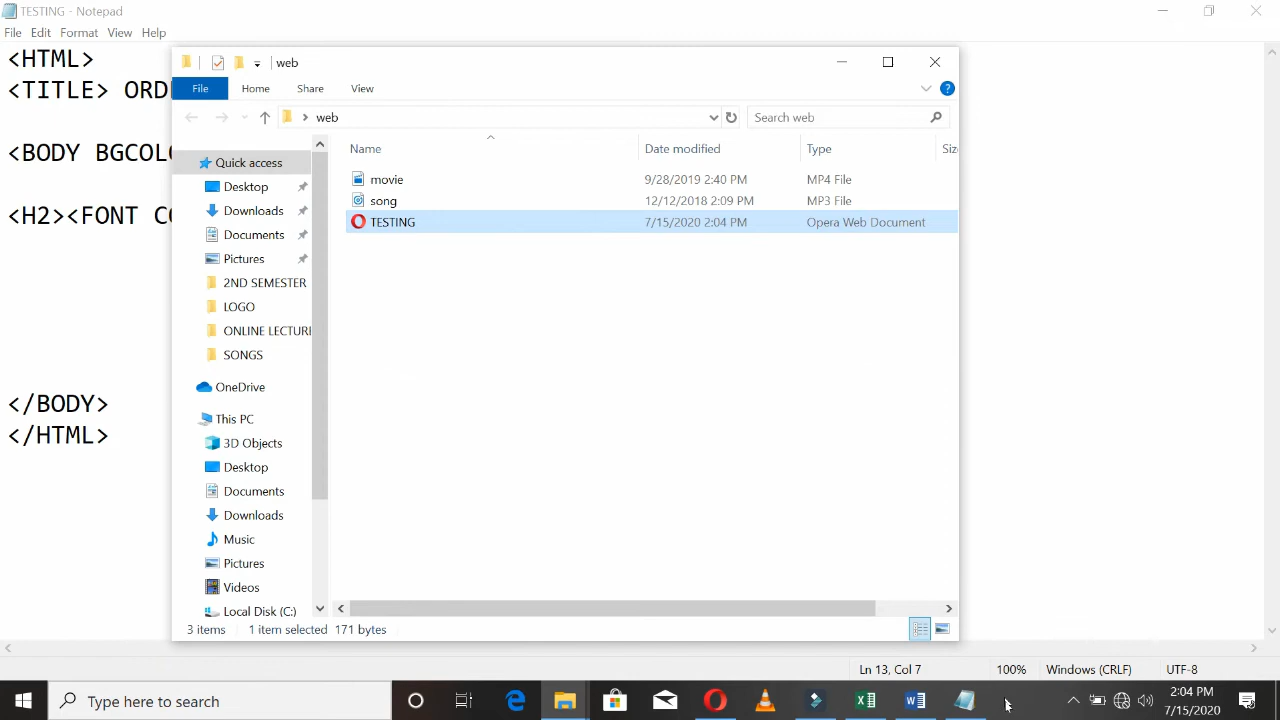 TESTING - Notepad
File Edit Format View Help
<HTML>
<TITLE> ORD
<BODY BGCOLO
<H2><FONT CO
</BODY>
</HTML>
web
File Home Share View
web
Search web
Name Date modified Type Siz
movie 9/28/2019 2:40 PM MP4 File
song 12/12/2018 2:09 PM MP3 File
TESTING 7/15/2020 2:04 PM Opera Web Document
Quick access
Desktop
Downloads
Documents
Pictures
2ND SEMESTER
LOGO
ONLINE LECTURE
SONGS
OneDrive
This PC
3D Objects
Desktop
Documents
Downloads
Music
Pictures
Videos
Local Disk (C:)
3 items 1 item selected 171 bytes
Ln 13, Col 7 100% Windows (CRLF) UTF-8
Type here to search
2:04 PM
7/15/2020